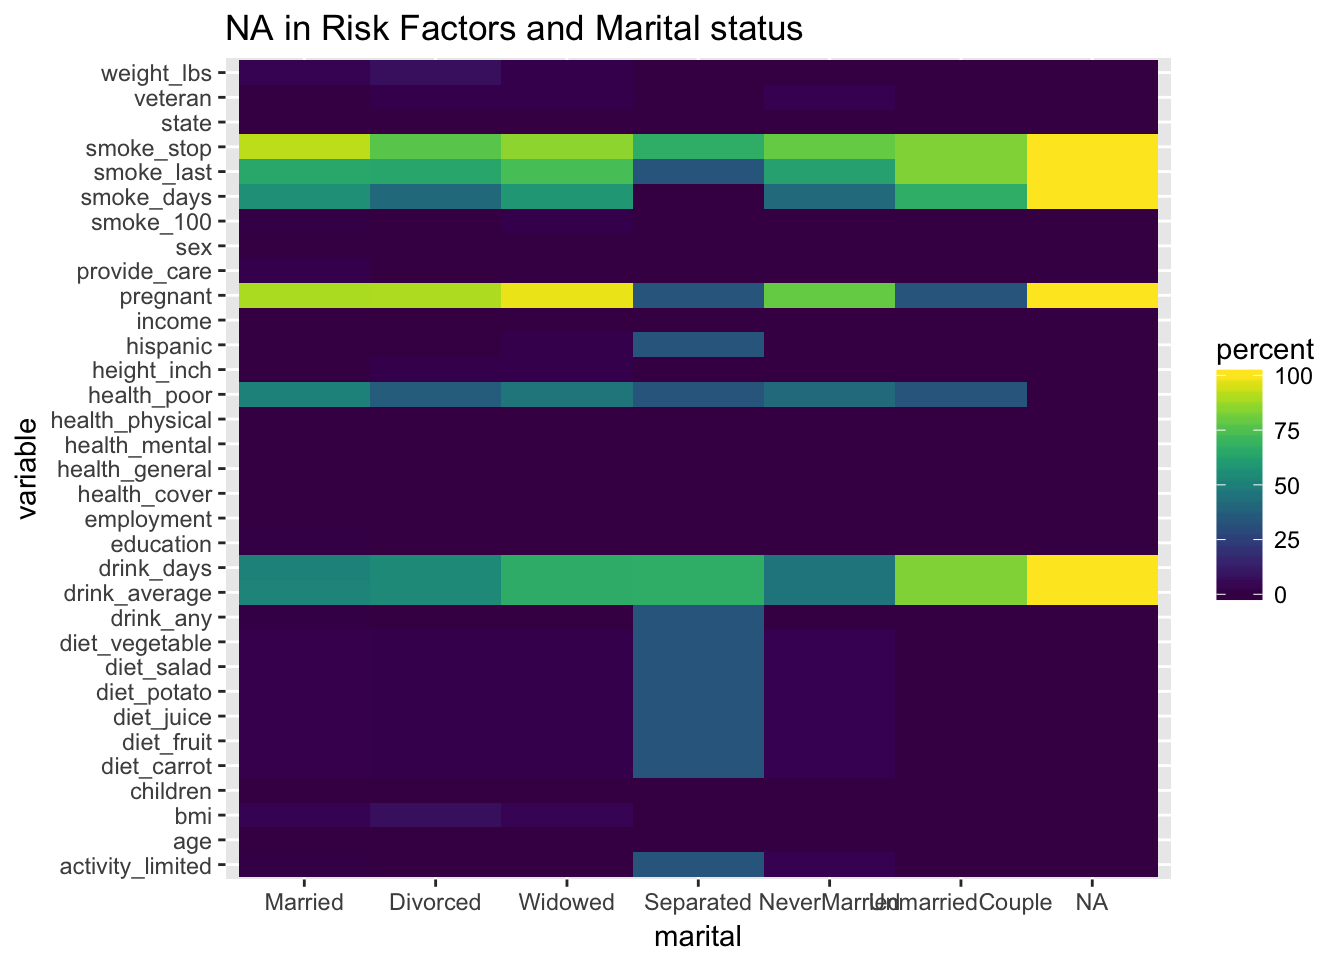 NA in Risk Factors and Marital status
weight_lbs
veteran
state
smoke_stop
smoke_last
smoke_days
smoke_100
sex
provide_care
pregnant
income
hispanic
height_inch
health_poor
health_physical
health_mental
health_general
health_cover
employment
education
drink_days
drink_average
drink_any
diet_vegetable
diet_salad
diet_potato
diet_juice
diet_fruit
diet_carrot
children
bmi
age
activity_limited
variable
Married Divorced Widowed Separated NeverMarried UnmarriedCouple NA
marital
percent
100
75
50
25
0